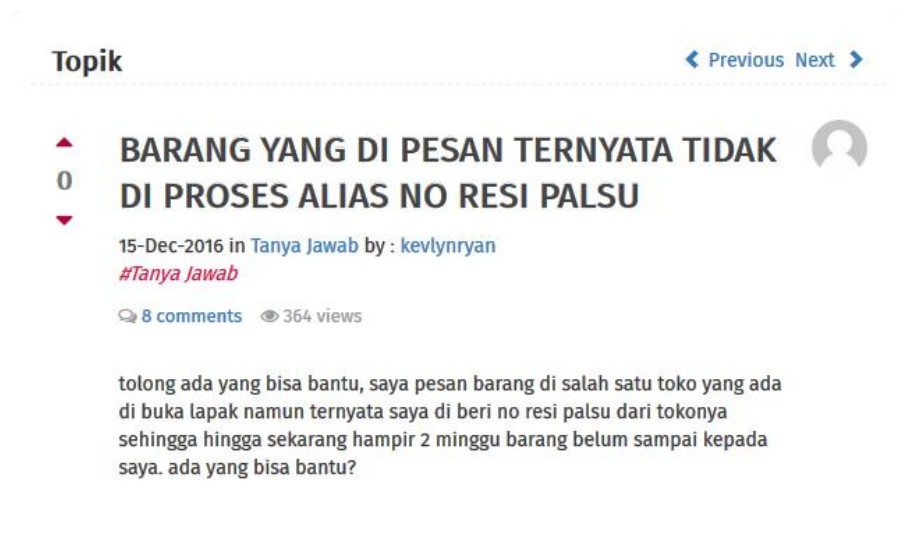 Topik
Previous Next
BARANG YANG DI PESAN TERNYATA TIDAK
DI PROSES ALIAS NO RESI PALSU
0
15-Dec-2016 in Tanya Jawab by : kevlynryan
#Tanya Jawab
8 comments 364 views
tolong ada yang bisa bantu, saya pesan barang di salah satu toko yang ada
di buka lapak namun ternyata saya di beri no resi palsu dari tokonya
sehingga hingga sekarang hampir 2 minggu barang belum sampai kepada
saya. ada yang bisa bantu?